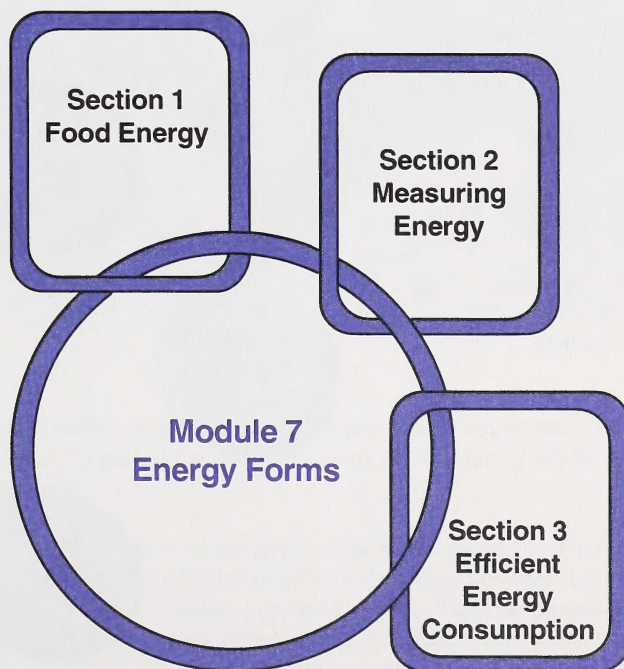 Section 1
Food Energy
Section 2
Measuring
Energy
Module 7
Energy Forms
Section 3
Efficient
Energy
Consumption